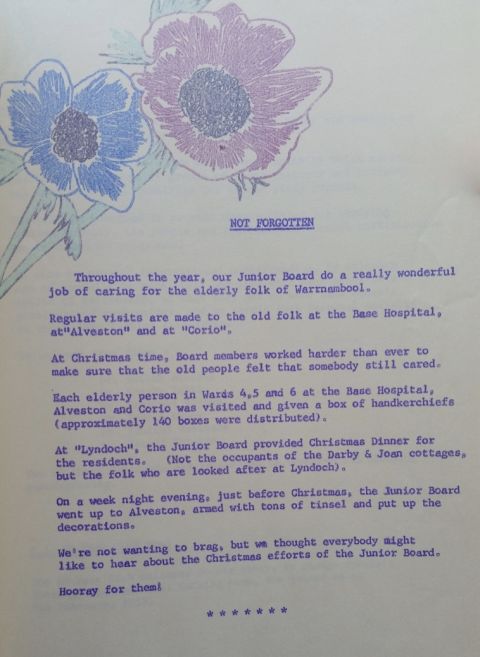 NOT FORGOTTEN
Throughout the year, our Junior Board do a really wonderful
job of caring for the elderly folk of Warrnambool.
Regular visits are made to the old folk at the Base Hospital,
at"Alveston" and at "Corio".
At Christmas time, Board members worked harder than ever to
make sure that the old people felt that somebody still cared.
Each elderly person in Wards 4,5 and 6 at the Base Hospital,
Alveston and Corio was visited and given a box of handkerchiefs
(approximately 140 boxes were distributed).
At "Lyndoch", the Junior Board provided Christmas Dinner for
the residents. (Not the occupants of the Darby & Joan cottages,
but the folk who are looked after at Lyndoch).
On a week night evening, just before Christmas, the Junior Board
went up to Alveston, armed with tons of tinsel and put up the
decorations.
We're not wanting to brag, but we thought everybody might
like to hear about the Christmas efforts of the Junior Board.
Hooray for them!
* * * * * * *